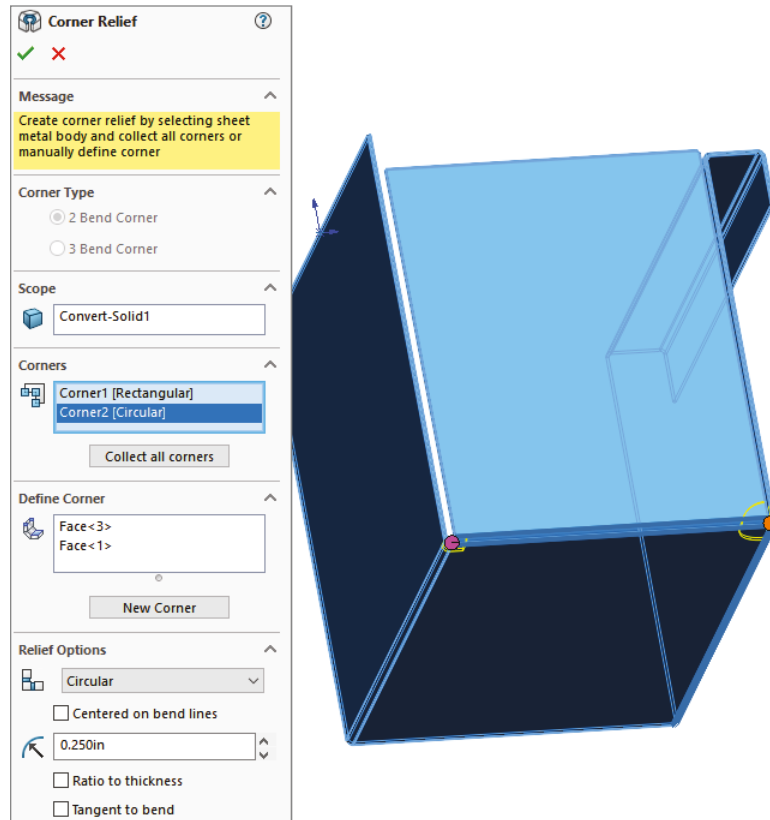 Corner Relief
Message
Create corner relief by selecting sheet
metal body and collect all corners or
manually define corner
Corner Type
2 Bend Corner
3 Bend Corner
Scope
Convert-Solid1
Corners
Corner1 [Rectangular]
Corner2 [Circular]
Collect all corners
Define Corner
Face<3>
Face<1>
New Corner
Relief Options
Circular
Centered on bend lines
0.250in
Ratio to thickness
Tangent to bend